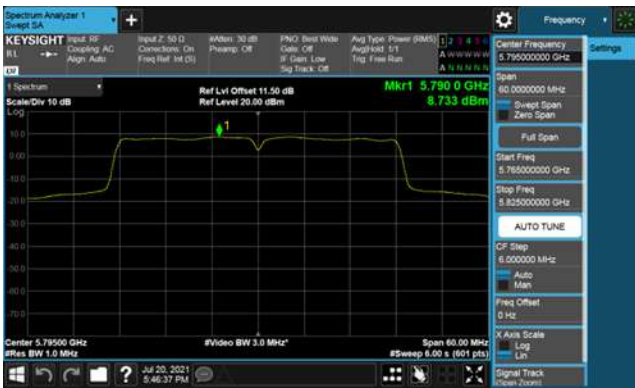 Spectrum Analyzer 1
Swept SA
+
Frequency
KEYSIGHT
RL
Input: RF
Coupling: AC
Align: Auto
Input Z: 50 Ω
Corrections: On
Freq Ref: Int (S)
#Atten: 30 dB
Preamp: Off
PNO: Best Wide
Gate: Off
IF Gain: Low
Sig Track: Off
Avg Type: Power (RMS)
Avg|Hold: 1/1
Trig: Free Run
1 2 3 4 5 6
A W W W W W
A N N N N N
1 Spectrum
Scale/Div 10 dB
Log
Ref Lvl Offset 11.50 dB
Ref Level 20.00 dBm
Mkr1 5.790 0 GHz
8.733 dBm
1
10.0
0.00
-10.0
-20.0
-30.0
-40.0
-50.0
-60.0
-70.0
Center 5.79500 GHz
#Res BW 1.0 MHz
#Video BW 3.0 MHz*
Span 60.00 MHz
#Sweep 6.00 s (601 pts)
Jul 20, 2021
5:46:37 PM
Center Frequency
5.795000000 GHz
Settings
Span
60.0000000 MHz
Swept Span
Zero Span
Full Span
Start Freq
5.765000000 GHz
Stop Freq
5.825000000 GHz
AUTO TUNE
CF Step
6.000000 MHz
Auto
Man
Freq Offset
0 Hz
X Axis Scale
Log
Lin
Signal Track
(Span Zoom)